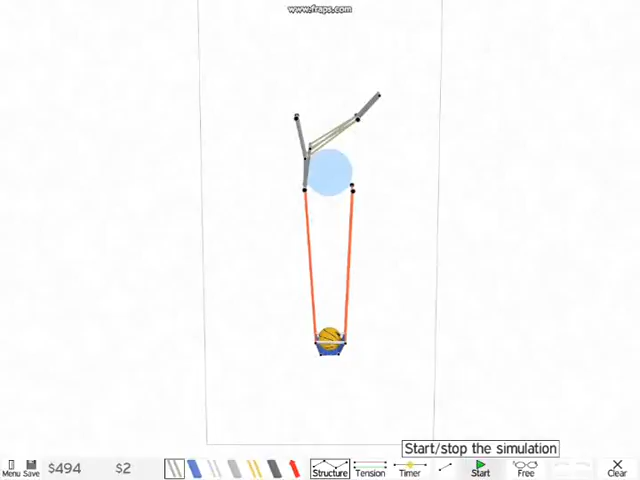 www.fraps.com
Start/stop the simulation
Menu Save $494 $2 Structure Tension Timer Start Free Clear